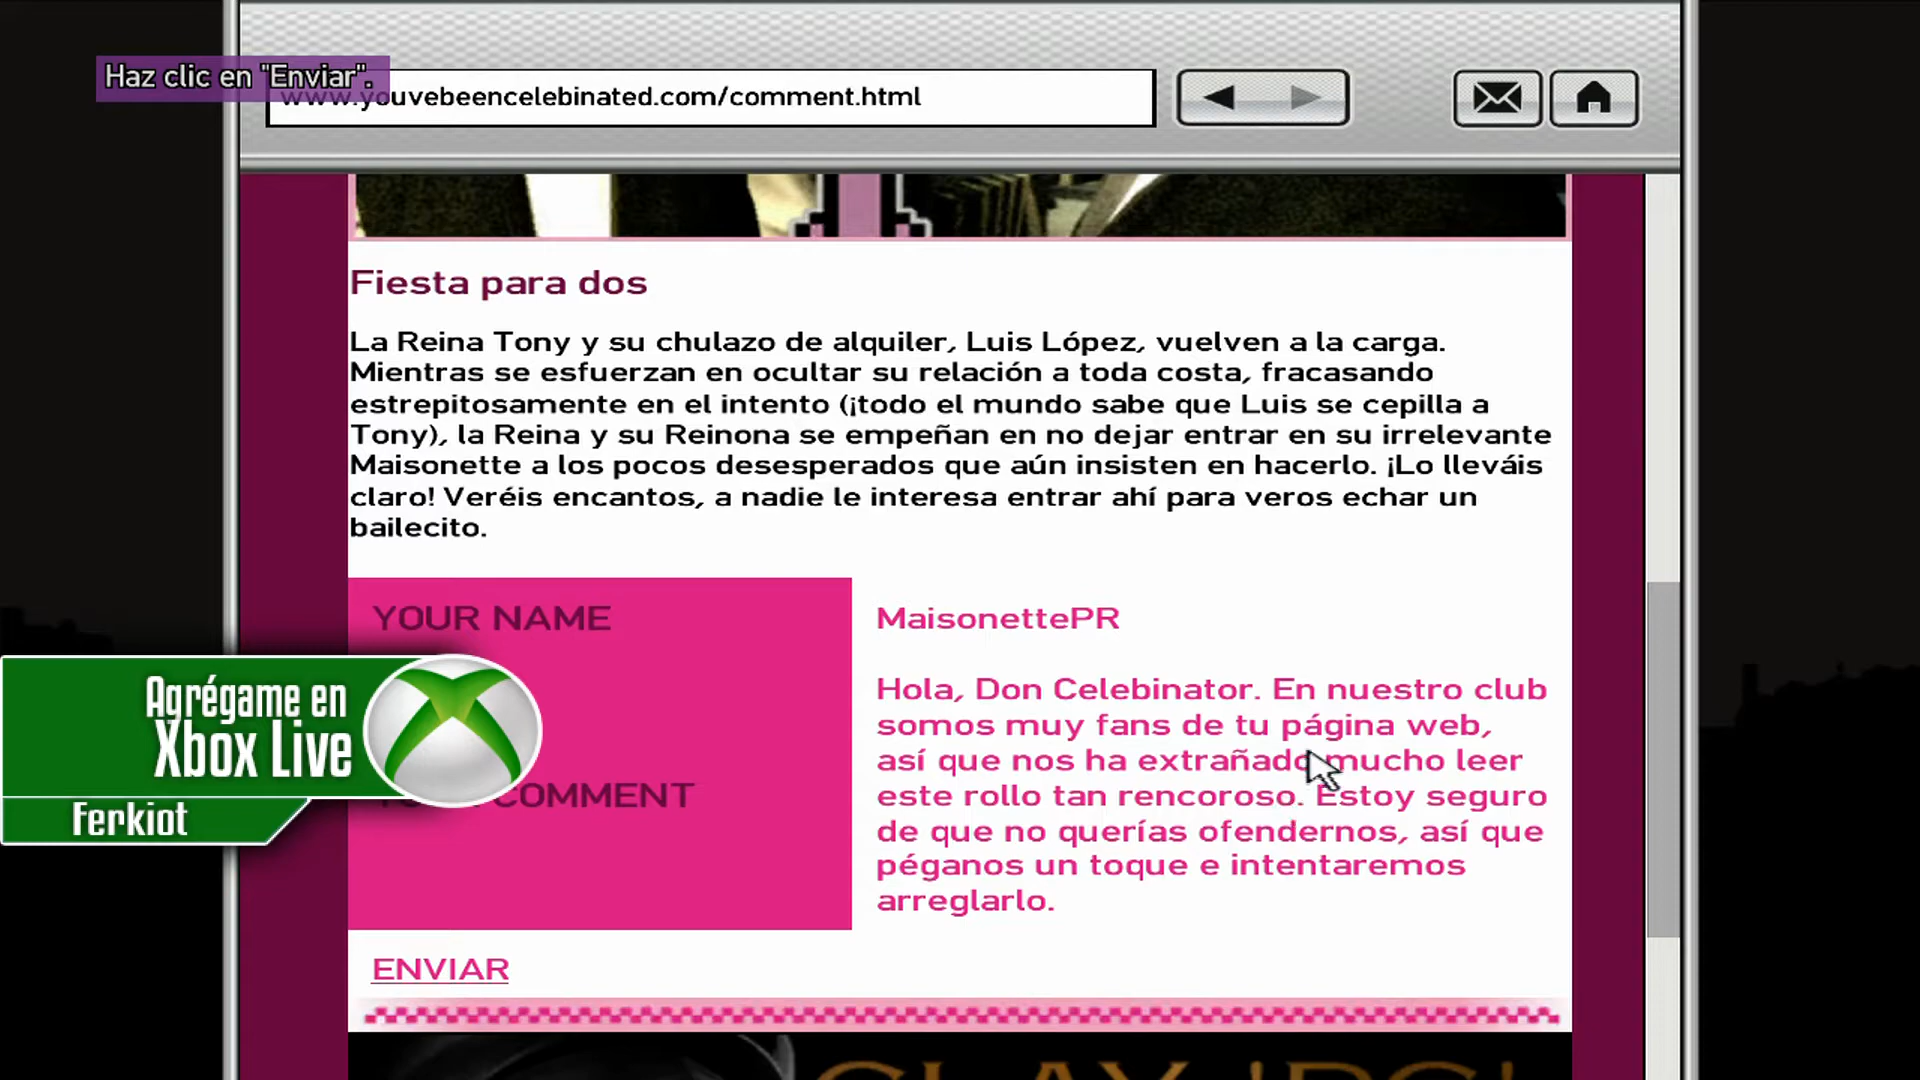 Haz clic en "Enviar".
www.youvebeencelebinated.com/comment.html
Fiesta para dos
La Reina Tony y su chulazo de alquiler, Luis López, vuelven a la carga.
Mientras se esfuerzan en ocultar su relación a toda costa, fracasando
estrepitosamente en el intento (¡todo el mundo sabe que Luis se cepilla a
Tony), la Reina y su Reinona se empeñan en no dejar entrar en su irrelevante
Maisonette a los pocos desesperados que aún insisten en hacerlo. ¡Lo lleváis
claro! Veréis encantos, a nadie le interesa entrar ahí para veros echar un
bailecito.
YOUR NAME
MaisonettePR
Agrégame en
Xbox Live
Ferkiot
COMMENT
Hola, Don Celebinator. En nuestro club
somos muy fans de tu página web,
así que nos ha extrañado mucho leer
este rollo tan rencoroso. Estoy seguro
de que no querías ofendernos, así que
péganos un toque e intentaremos
arreglarlo.
ENVIAR